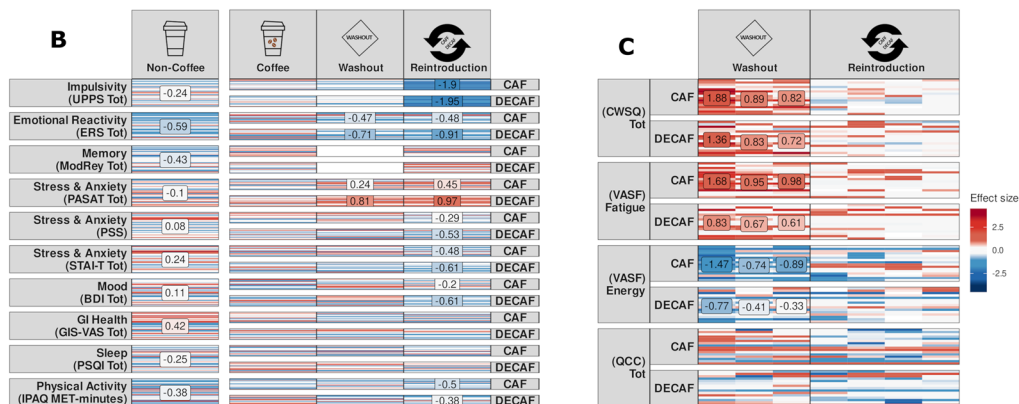 B
WASHOUT
CAF
DECAF
Non-Coffee
Coffee
Washout
Reintroduction
Impulsivity
(UPPS Tot)
-0.24
-1.9
CAF
-1.95
DECAF
Emotional Reactivity
(ERS Tot)
-0.59
-0.47
-0.48
CAF
-0.71
-0.91
DECAF
Memory
(ModRey Tot)
-0.43
CAF
DECAF
Stress & Anxiety
(PASAT Tot)
-0.1
0.24
0.45
CAF
0.81
0.97
DECAF
Stress & Anxiety
(PSS)
0.08
-0.29
CAF
-0.53
DECAF
Stress & Anxiety
(STAI-T Tot)
0.24
-0.48
CAF
-0.61
DECAF
Mood
(BDI Tot)
0.11
-0.2
CAF
-0.61
DECAF
GI Health
(GIS-VAS Tot)
0.42
CAF
DECAF
Sleep
(PSQI Tot)
-0.25
CAF
DECAF
Physical Activity
(IPAQ MET-minutes)
-0.38
-0.5
CAF
-0.38
DECAF
C
WASHOUT
CAF
DECAF
Washout
Reintroduction
(CWSQ)
Tot
CAF
1.88 0.89 0.82
DECAF
1.36 0.83 0.72
(VASF)
Fatigue
CAF
1.68 0.95 0.98
DECAF
0.83 0.67 0.61
(VASF)
Energy
CAF
-1.47 -0.74 -0.89
DECAF
-0.77 -0.41 -0.33
(QCC)
Tot
CAF
DECAF
Effect size
2.5
0.0
-2.5